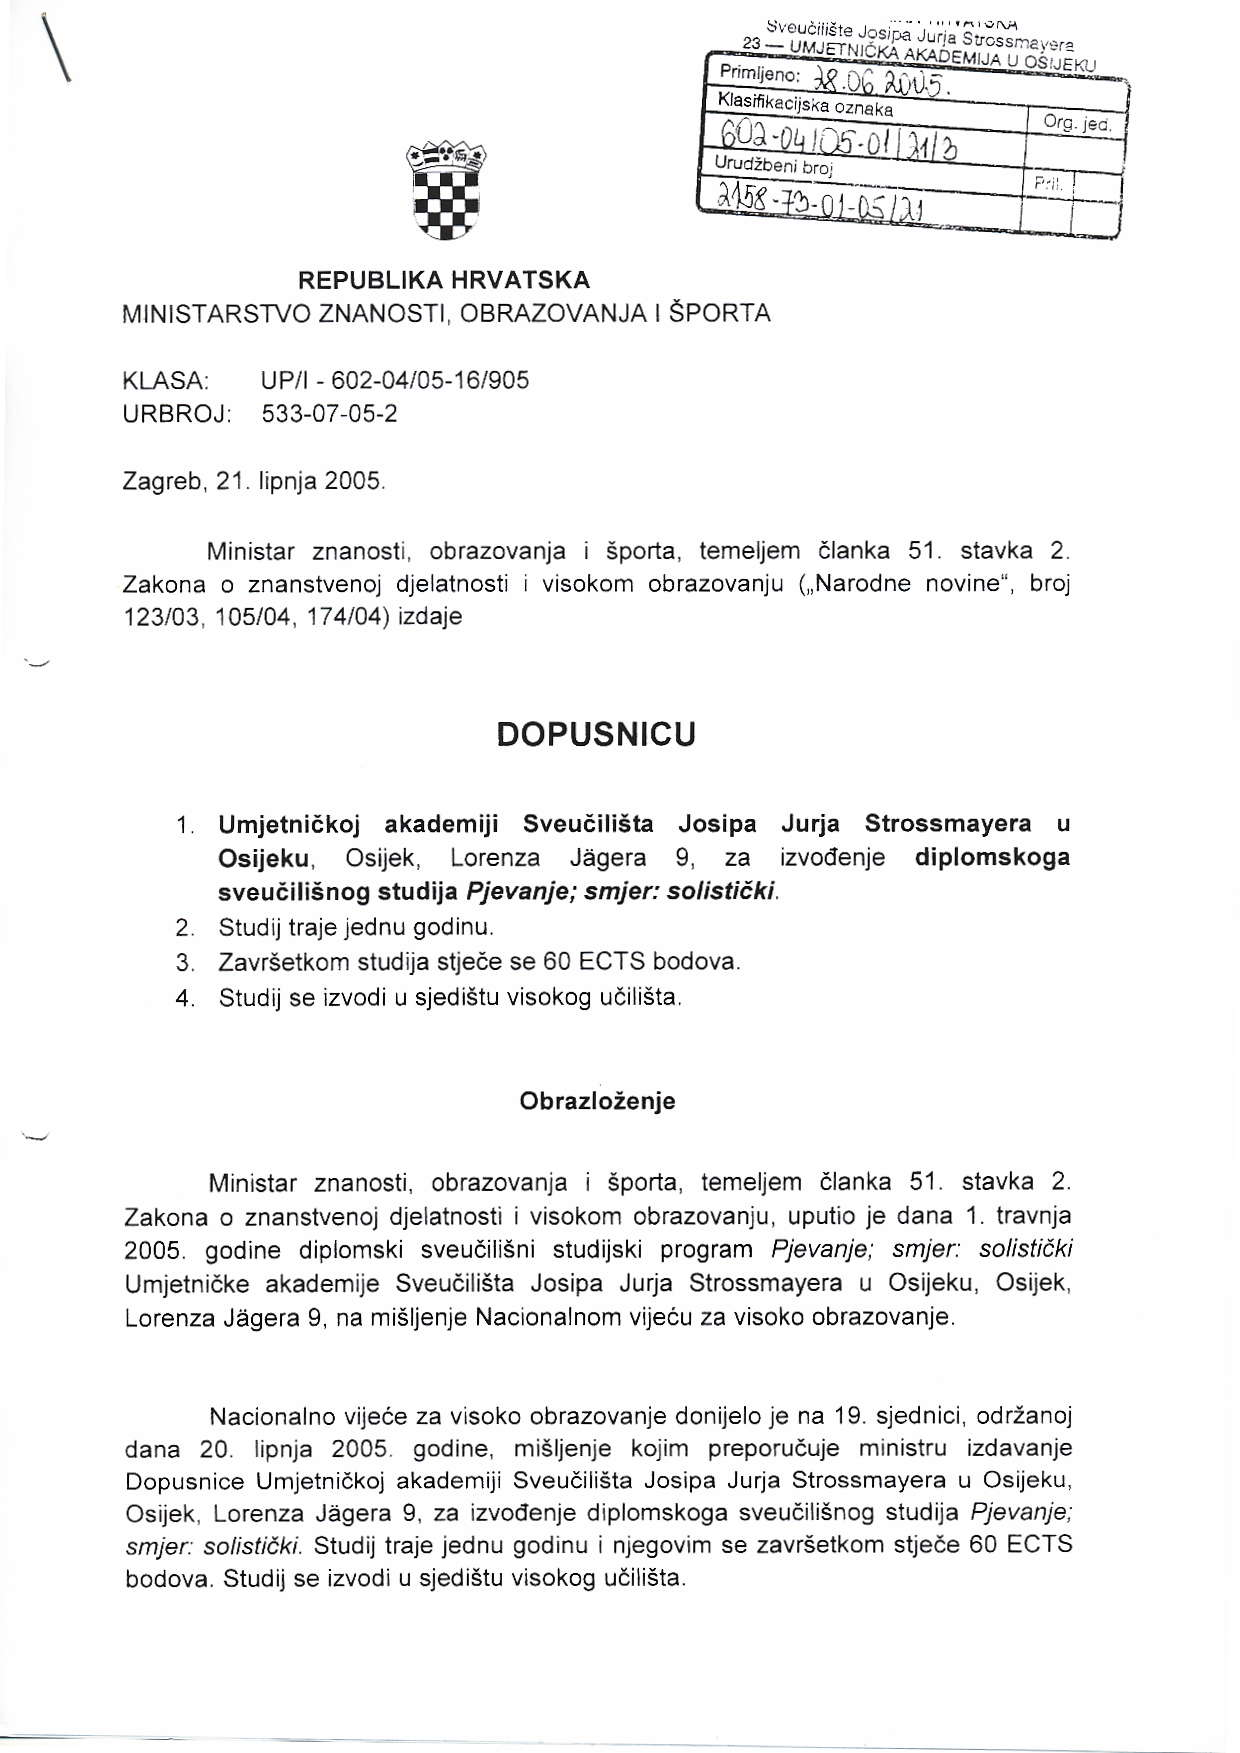 Sveučilište Josipa Jurja Strossmayera
23 — UMJETNIČKA AKADEMIJA U OSIJEKU
Primljeno: 28.06.2005.
Klasifikacijska oznaka
Org. jed.
602-04/05-01/21/3
Urudžbeni broj
Pril.
2158-73-01-05/21
REPUBLIKA HRVATSKA
MINISTARSTVO ZNANOSTI, OBRAZOVANJA I ŠPORTA
KLASA: UP/I - 602-04/05-16/905
URBROJ: 533-07-05-2
Zagreb, 21. lipnja 2005.
Ministar znanosti, obrazovanja i športa, temeljem članka 51. stavka 2.
Zakona o znanstvenoj djelatnosti i visokom obrazovanju („Narodne novine“, broj
123/03, 105/04, 174/04) izdaje
DOPUSNICU
1. Umjetničkoj akademiji Sveučilišta Josipa Jurja Strossmayera u
Osijeku, Osijek, Lorenza Jägera 9, za izvođenje diplomskoga
sveučilišnog studija Pjevanje; smjer: solistički.
2. Studij traje jednu godinu.
3. Završetkom studija stječe se 60 ECTS bodova.
4. Studij se izvodi u sjedištu visokog učilišta.
Obrazloženje
Ministar znanosti, obrazovanja i športa, temeljem članka 51. stavka 2.
Zakona o znanstvenoj djelatnosti i visokom obrazovanju, uputio je dana 1. travnja
2005. godine diplomski sveučilišni studijski program Pjevanje; smjer: solistički
Umjetničke akademije Sveučilišta Josipa Jurja Strossmayera u Osijeku, Osijek,
Lorenza Jägera 9, na mišljenje Nacionalnom vijeću za visoko obrazovanje.
Nacionalno vijeće za visoko obrazovanje donijelo je na 19. sjednici, održanoj
dana 20. lipnja 2005. godine, mišljenje kojim preporučuje ministru izdavanje
Dopusnice Umjetničkoj akademiji Sveučilišta Josipa Jurja Strossmayera u Osijeku,
Osijek, Lorenza Jägera 9, za izvođenje diplomskoga sveučilišnog studija Pjevanje;
smjer: solistički. Studij traje jednu godinu i njegovim se završetkom stječe 60 ECTS
bodova. Studij se izvodi u sjedištu visokog učilišta.